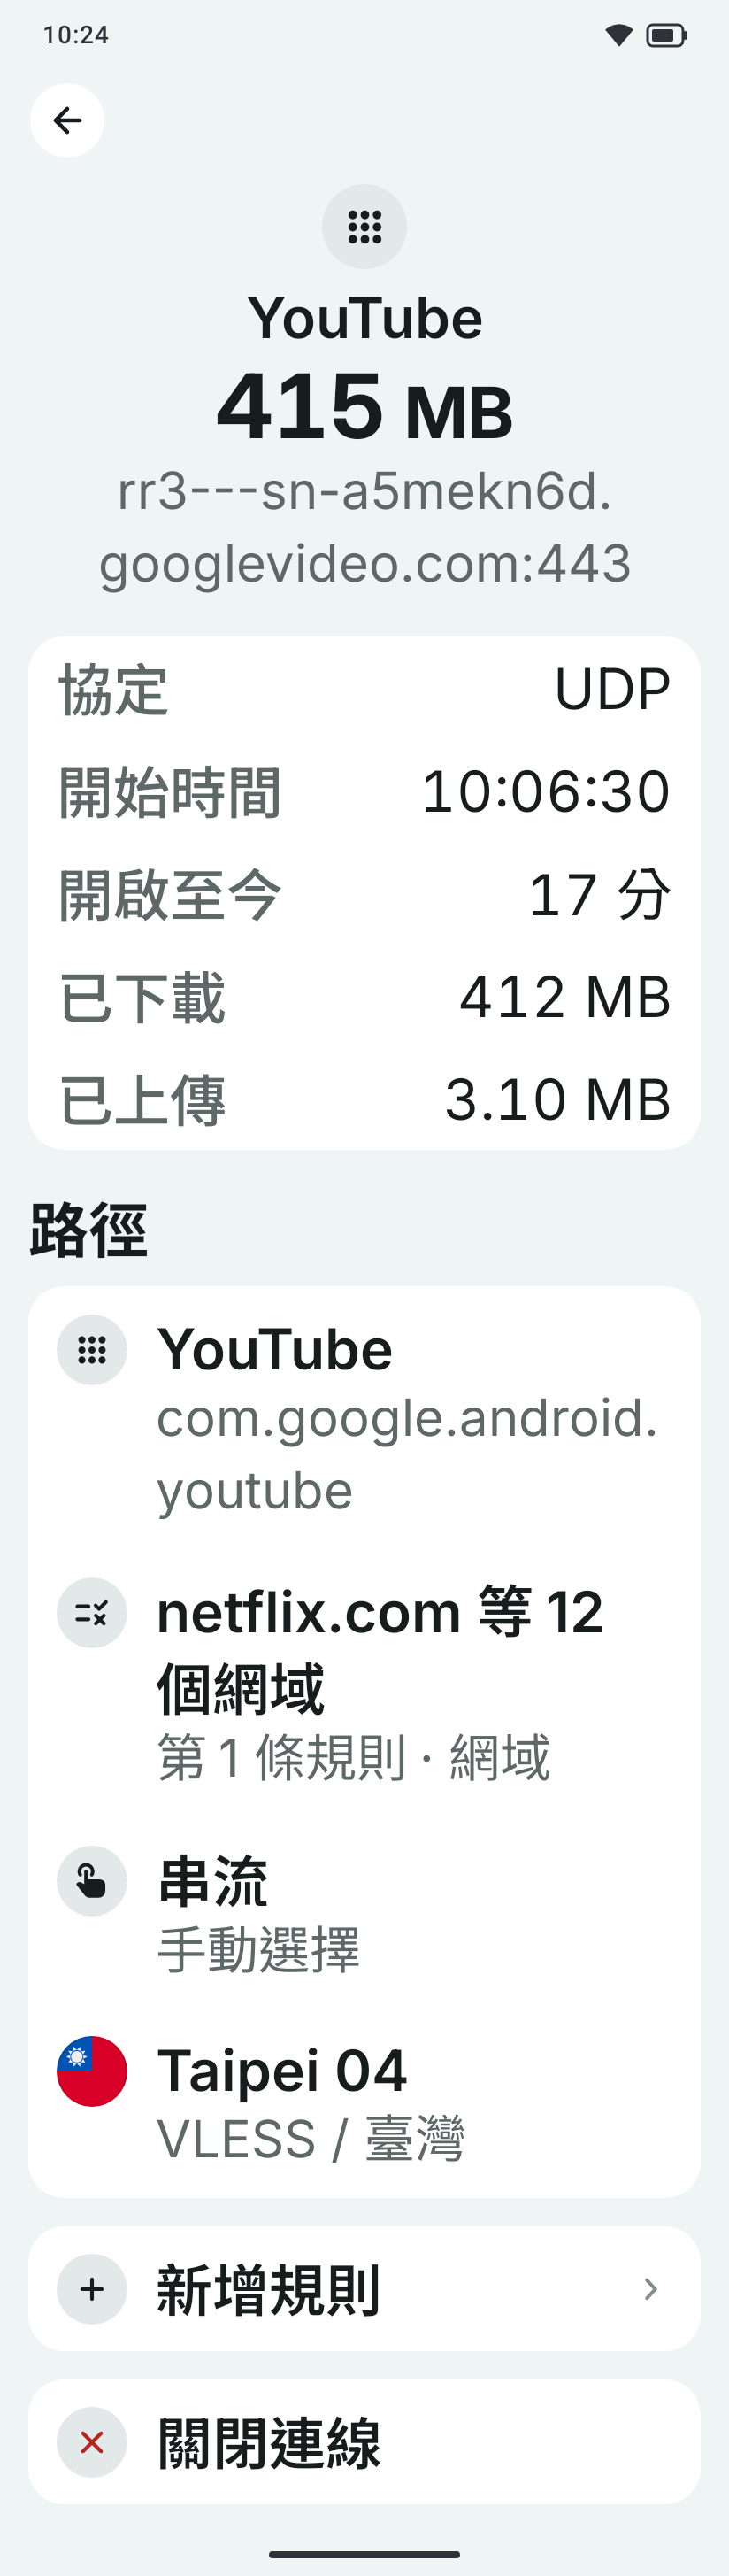 10:24
YouTube
415 MB
rr3---sn-a5mekn6d.
googlevideo.com:443
協定 UDP
開始時間 10:06:30
開啟至今 17 分
已下載 412 MB
已上傳 3.10 MB
路徑
YouTube
com.google.android.
youtube
netflix.com 等 12
個網域
第 1 條規則 · 網域
串流
手動選擇
Taipei 04
VLESS / 臺灣
新增規則
關閉連線